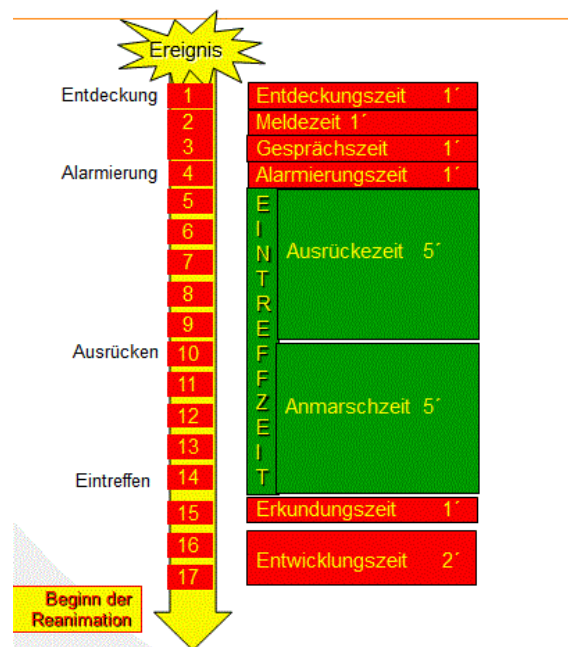 Ereignis
Entdeckung 1 Entdeckungszeit 1´
2 Meldezeit 1´
3 Gesprächszeit 1´
Alarmierung 4 Alarmierungszeit 1´
5
6
7
8
9
Ausrücken 10
11
12
13
Eintreffen 14
EINTREFFZEIT
Ausrückezeit 5´
Anmarschzeit 5´
15 Erkundungszeit 1´
16
17
Entwicklungszeit 2´
Beginn der
Reanimation